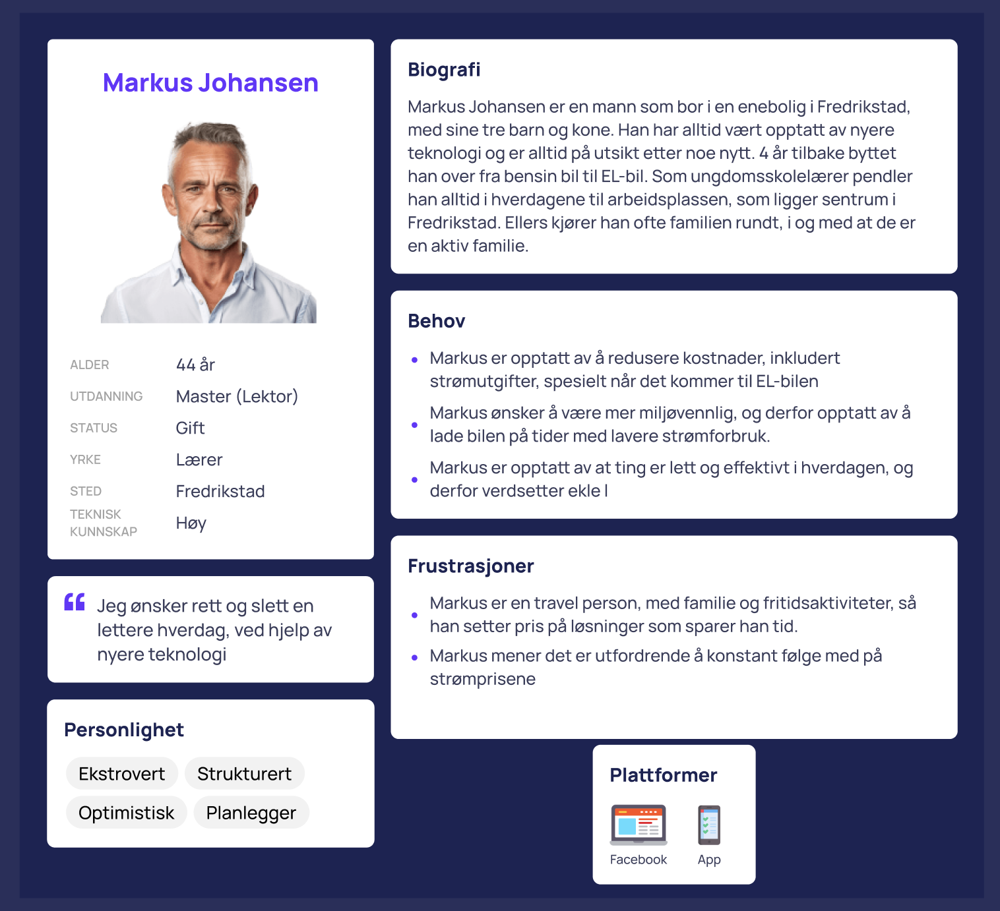 Markus Johansen
ALDER 44 år
UTDANNING Master (Lektor)
STATUS Gift
YRKE Lærer
STED Fredrikstad
TEKNISK
KUNNSKAP Høy
Jeg ønsker rett og slett en
lettere hverdag, ved hjelp av
nyere teknologi
Personlighet
Ekstrovert Strukturert
Optimistisk Planlegger
Biografi
Markus Johansen er en mann som bor i en enebolig i Fredrikstad,
med sine tre barn og kone. Han har alltid vært opptatt av nyere
teknologi og er alltid på utsikt etter noe nytt. 4 år tilbake byttet
han over fra bensin bil til EL-bil. Som ungdomsskolelærer pendler
han alltid i hverdagene til arbeidsplassen, som ligger sentrum i
Fredrikstad. Ellers kjører han ofte familien rundt, i og med at de er
en aktiv familie.
Behov
• Markus er opptatt av å redusere kostnader, inkludert
strømutgifter, spesielt når det kommer til EL-bilen
• Markus ønsker å være mer miljøvennlig, og derfor opptatt av å
lade bilen på tider med lavere strømforbruk.
• Markus er opptatt av at ting er lett og effektivt i hverdagen, og
derfor verdsetter ekle l
Frustrasjoner
• Markus er en travel person, med familie og fritidsaktiviteter, så
han setter pris på løsninger som sparer han tid.
• Markus mener det er utfordrende å konstant følge med på
strømprisene
Plattformer
Facebook App